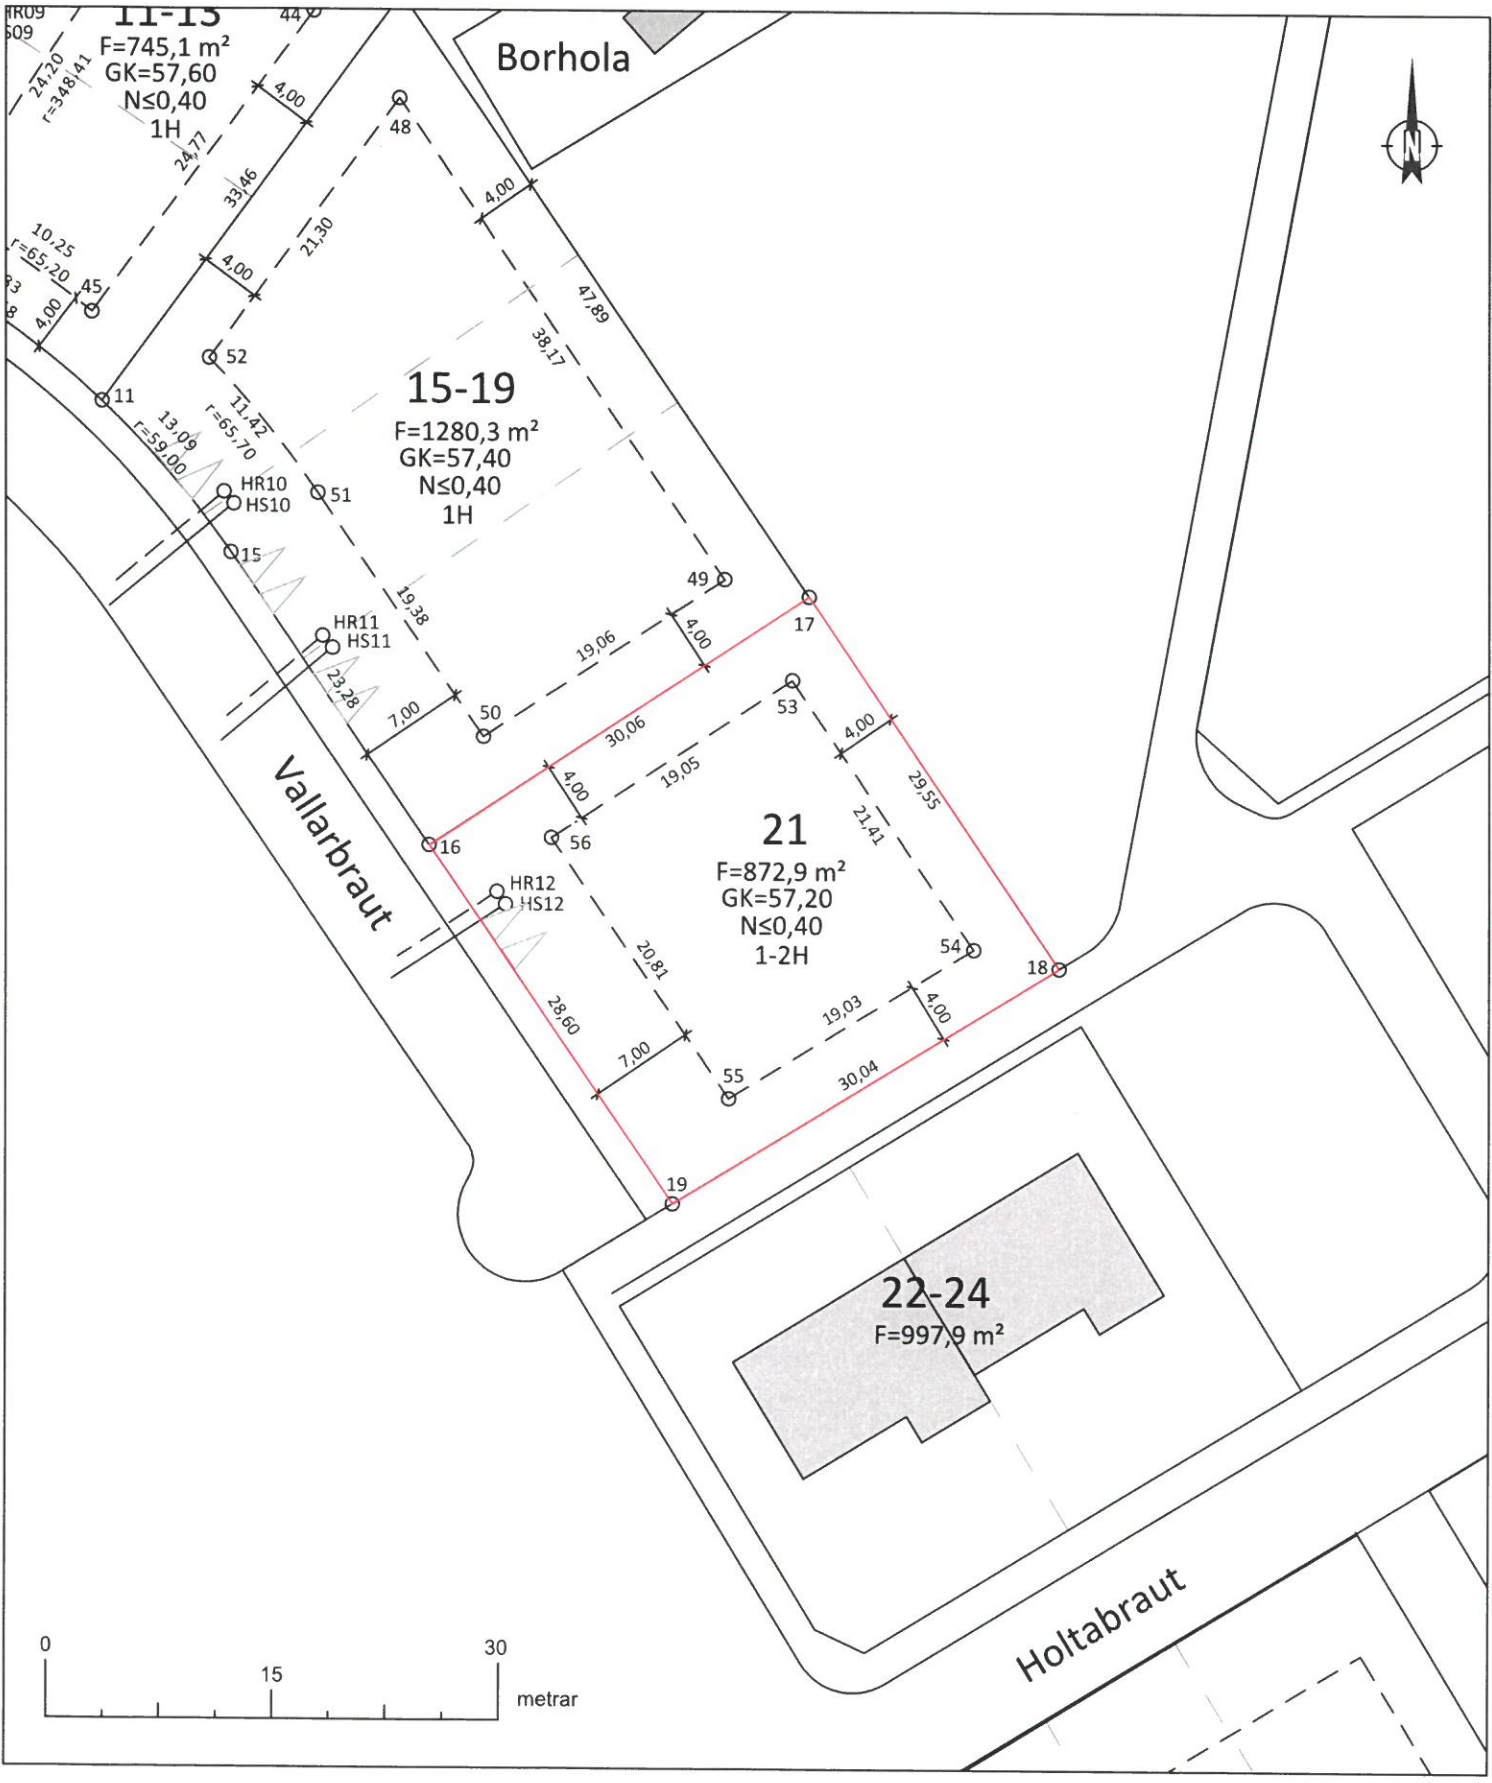 HR09
S09
11-13
F=745,1 m²
GK=57,60
N≤0,40
1H
24,20
r=348,41
44
4,00
24,77
33,46
10,25
r=65,20
45
4,00
11
Borhola
N
48
4,00
21,30
4,00
52
47,89
38,17
15-19
F=1280,3 m²
GK=57,40
N≤0,40
1H
11,42
r=65,70
13,09
r=59,00
HR10
HS10
51
15
19,38
HR11
HS11
23,28
7,00
50
19,06
49
4,00
17
30,06
4,00
19,05
53
4,00
29,55
21,41
16
56
21
F=872,9 m²
GK=57,20
N≤0,40
1-2H
HR12
HS12
Vallarbraut
20,81
28,60
7,00
55
19,03
54
4,00
18
30,04
19
22-24
F=997,9 m²
Holtabraut
0
15
30
metrar